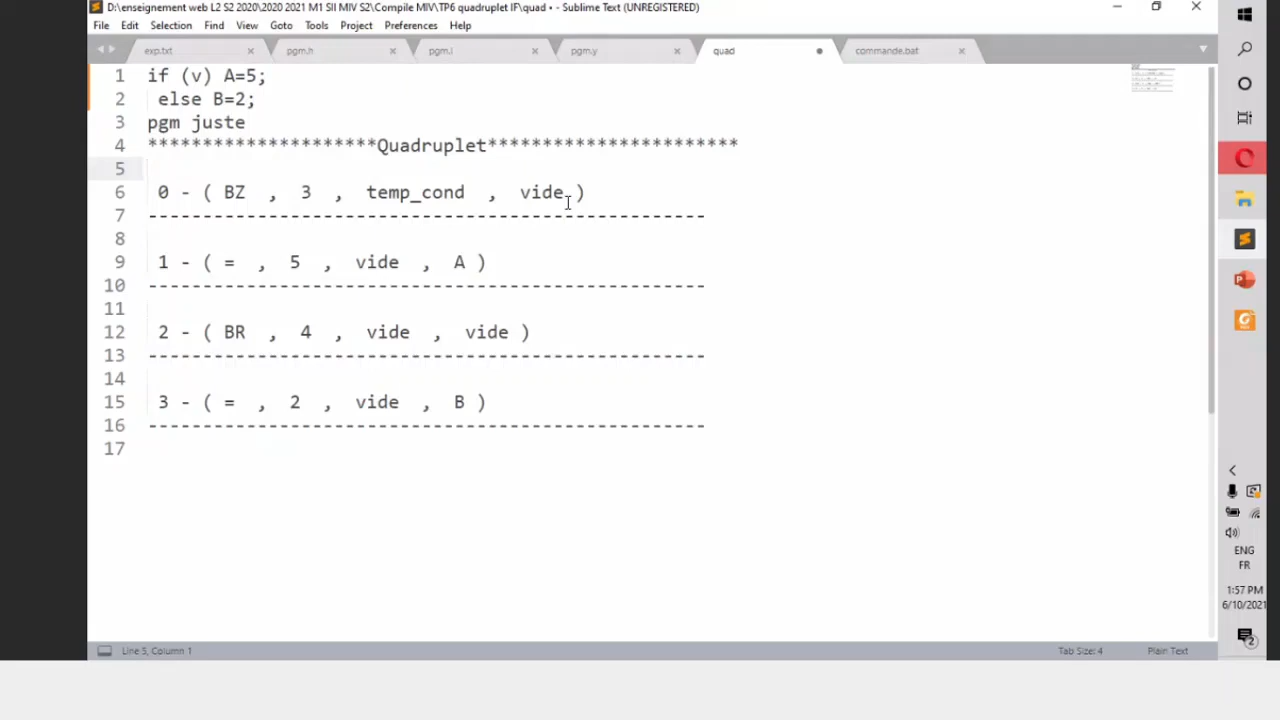 D:\enseignement web L2 S2 2020\2020 2021 M1 SII MIV S2\Compile MIV\TP6 quadruplet IF\quad • - Sublime Text (UNREGISTERED)
File Edit Selection Find View Goto Tools Project Preferences Help
exp.txt pgm.h pgm.l pgm.y quad commande.bat
1 if (v) A=5;
2 else B=2;
3 pgm juste
4 *********************Quadruplet***********************
5
6 0 - ( BZ , 3 , temp_cond , vide )
7 ---------------------------------------------------
8
9 1 - ( = , 5 , vide , A )
10 ---------------------------------------------------
11
12 2 - ( BR , 4 , vide , vide )
13 ---------------------------------------------------
14
15 3 - ( = , 2 , vide , B )
16 ---------------------------------------------------
17
ENG
FR
1:57 PM
6/10/2021
2
Line 5, Column 1 Tab Size: 4 Plain Text